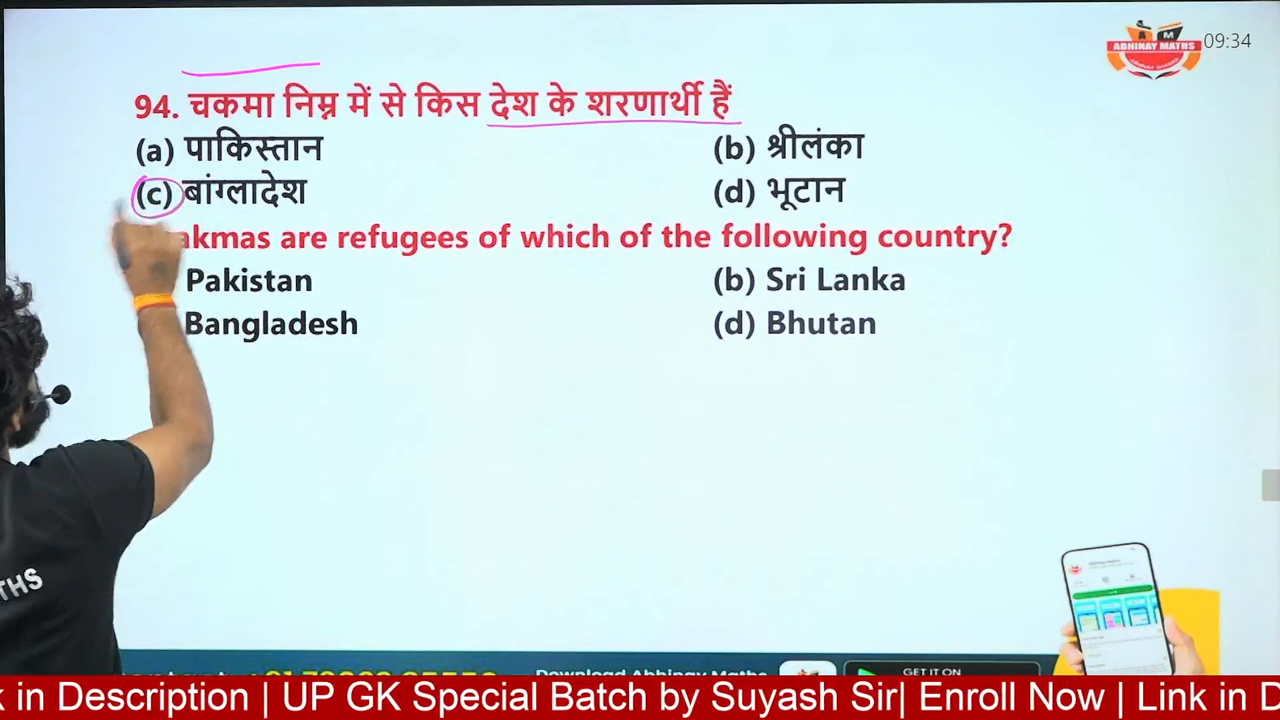 ABHINAY MATHS
09:34
94. चकमा निम्न में से किस देश के शरणार्थी हैं
(a) पाकिस्तान (b) श्रीलंका
(c) बांग्लादेश (d) भूटान
akmas are refugees of which of the following country?
Pakistan (b) Sri Lanka
Bangladesh (d) Bhutan
THS
Download Abhinay Maths
GET IT ON
k in Description | UP GK Special Batch by Suyash Sir| Enroll Now | Link in D